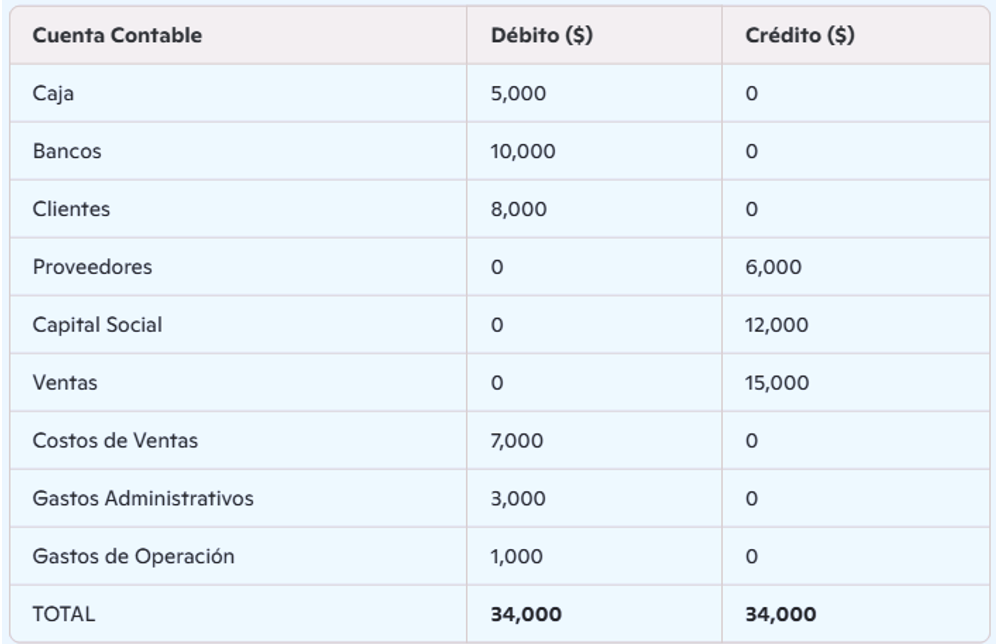 Cuenta Contable Débito ($) Crédito ($)
Caja 5,000 0
Bancos 10,000 0
Clientes 8,000 0
Proveedores 0 6,000
Capital Social 0 12,000
Ventas 0 15,000
Costos de Ventas 7,000 0
Gastos Administrativos 3,000 0
Gastos de Operación 1,000 0
TOTAL 34,000 34,000